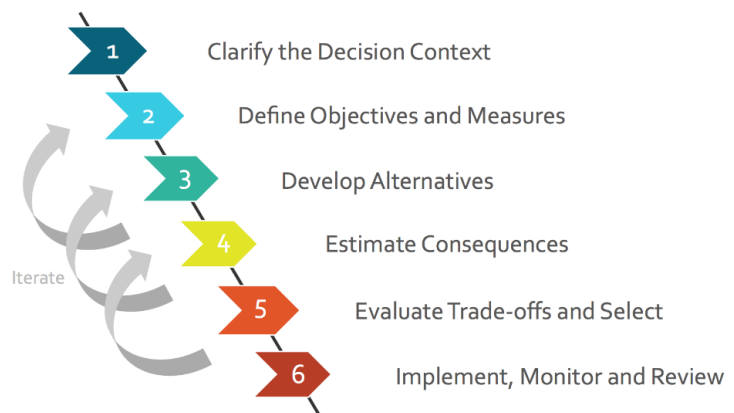 1 Clarify the Decision Context
2 Define Objectives and Measures
3 Develop Alternatives
4 Estimate Consequences
Iterate
5 Evaluate Trade-offs and Select
6 Implement, Monitor and Review